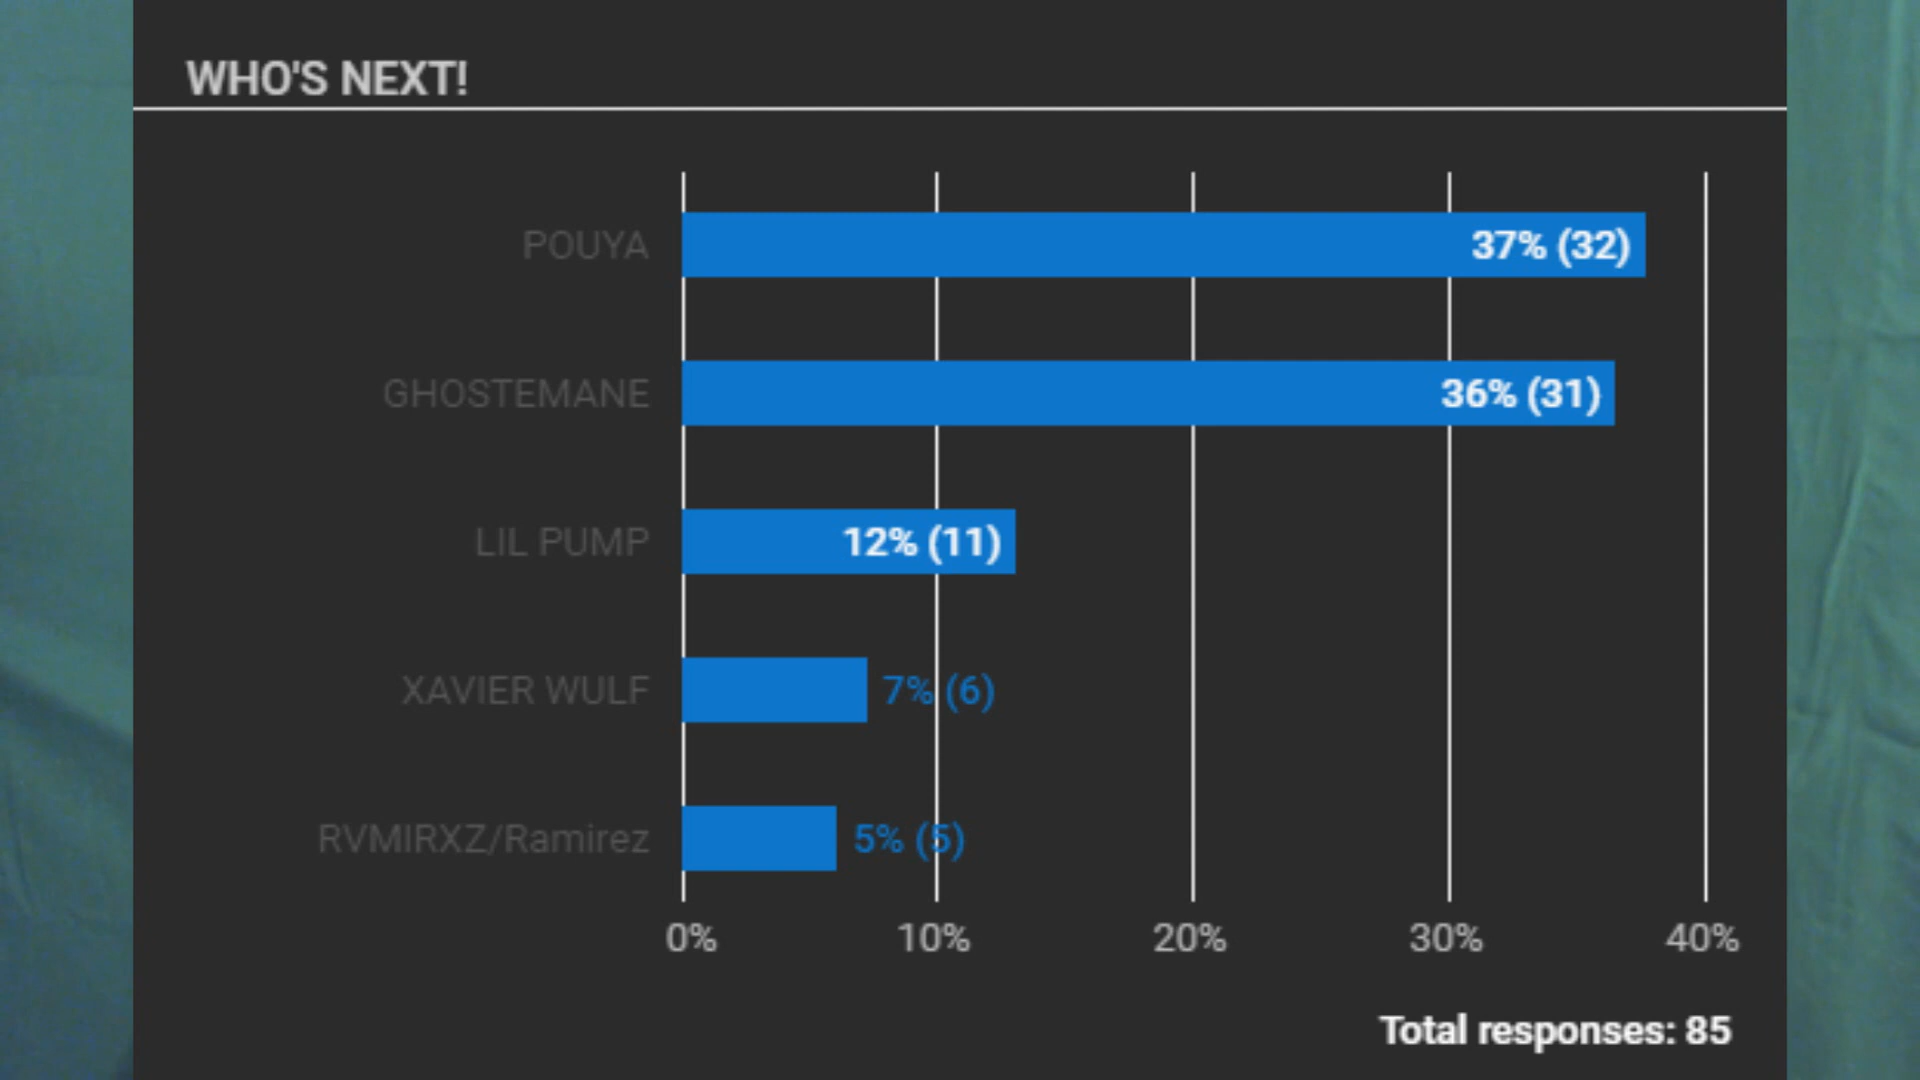 WHO'S NEXT!
POUYA 37% (32)
GHOSTEMANE 36% (31)
LIL PUMP 12% (11)
XAVIER WULF 7% (6)
RVMIRXZ/Ramirez 5% (5)
0% 10% 20% 30% 40%
Total responses: 85